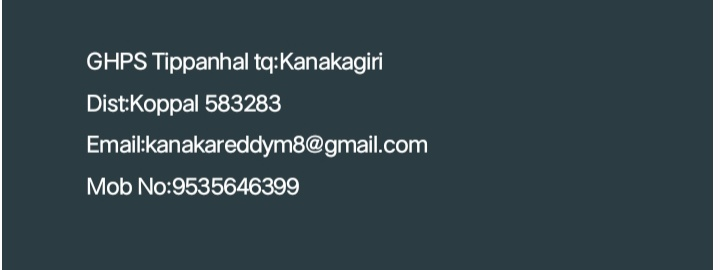 GHPS Tippanhal tq:Kanakagiri
Dist:Koppal 583283
Email:kanakareddym8@gmail.com
Mob No:9535646399